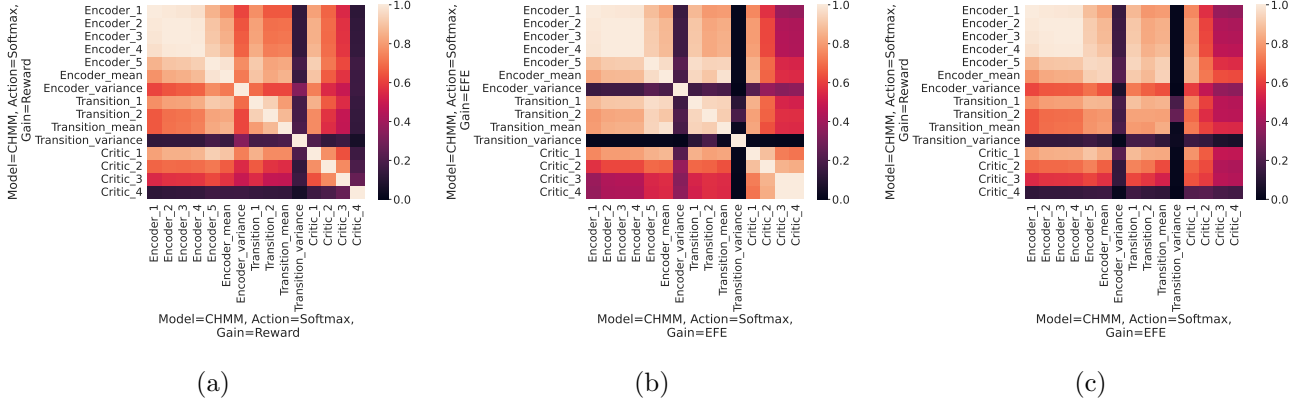 Model=CHMM, Action=Softmax,
Gain=Reward
Encoder_1
Encoder_2
Encoder_3
Encoder_4
Encoder_5
Encoder_mean
Encoder_variance
Transition_1
Transition_2
Transition_mean
Transition_variance
Critic_1
Critic_2
Critic_3
Critic_4
Encoder_1
Encoder_2
Encoder_3
Encoder_4
Encoder_5
Encoder_mean
Encoder_variance
Transition_1
Transition_2
Transition_mean
Transition_variance
Critic_1
Critic_2
Critic_3
Critic_4
Model=CHMM, Action=Softmax,
Gain=Reward
1.0
0.8
0.6
0.4
0.2
0.0
(a)
Model=CHMM, Action=Softmax,
Gain=EFE
Encoder_1
Encoder_2
Encoder_3
Encoder_4
Encoder_5
Encoder_mean
Encoder_variance
Transition_1
Transition_2
Transition_mean
Transition_variance
Critic_1
Critic_2
Critic_3
Critic_4
Encoder_1
Encoder_2
Encoder_3
Encoder_4
Encoder_5
Encoder_mean
Encoder_variance
Transition_1
Transition_2
Transition_mean
Transition_variance
Critic_1
Critic_2
Critic_3
Critic_4
Model=CHMM, Action=Softmax,
Gain=EFE
1.0
0.8
0.6
0.4
0.2
0.0
(b)
Model=CHMM, Action=Softmax,
Gain=Reward
Encoder_1
Encoder_2
Encoder_3
Encoder_4
Encoder_5
Encoder_mean
Encoder_variance
Transition_1
Transition_2
Transition_mean
Transition_variance
Critic_1
Critic_2
Critic_3
Critic_4
Encoder_1
Encoder_2
Encoder_3
Encoder_4
Encoder_5
Encoder_mean
Encoder_variance
Transition_1
Transition_2
Transition_mean
Transition_variance
Critic_1
Critic_2
Critic_3
Critic_4
Model=CHMM, Action=Softmax,
Gain=EFE
1.0
0.8
0.6
0.4
0.2
0.0
(c)